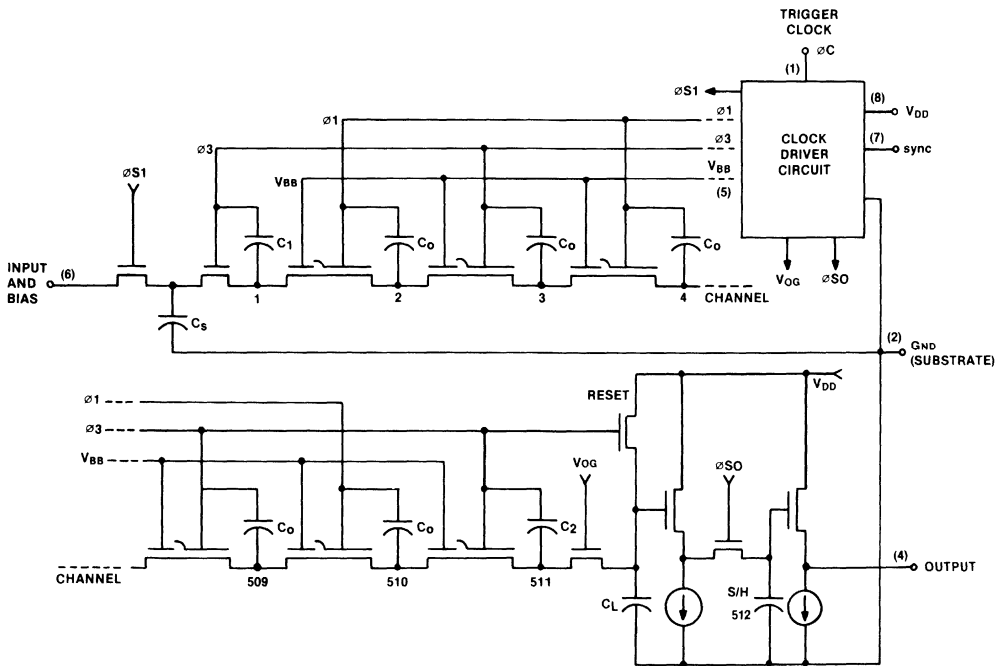 TRIGGER
CLOCK
øC
(1)
øS1
ø1
ø3
VBB
(5)
CLOCK
DRIVER
CIRCUIT
(8)
VDD
(7)
sync
VOG
øSO
ø1
ø3
øS1
VBB
C1
Co
Co
Co
INPUT
AND
BIAS
(6)
1
2
3
4
CHANNEL
Cs
(2)
GND
(SUBSTRATE)
VDD
RESET
ø1
ø3
VBB
VOG
øSO
Co
Co
C2
(4)
OUTPUT
CHANNEL
509
510
511
CL
S/H
512